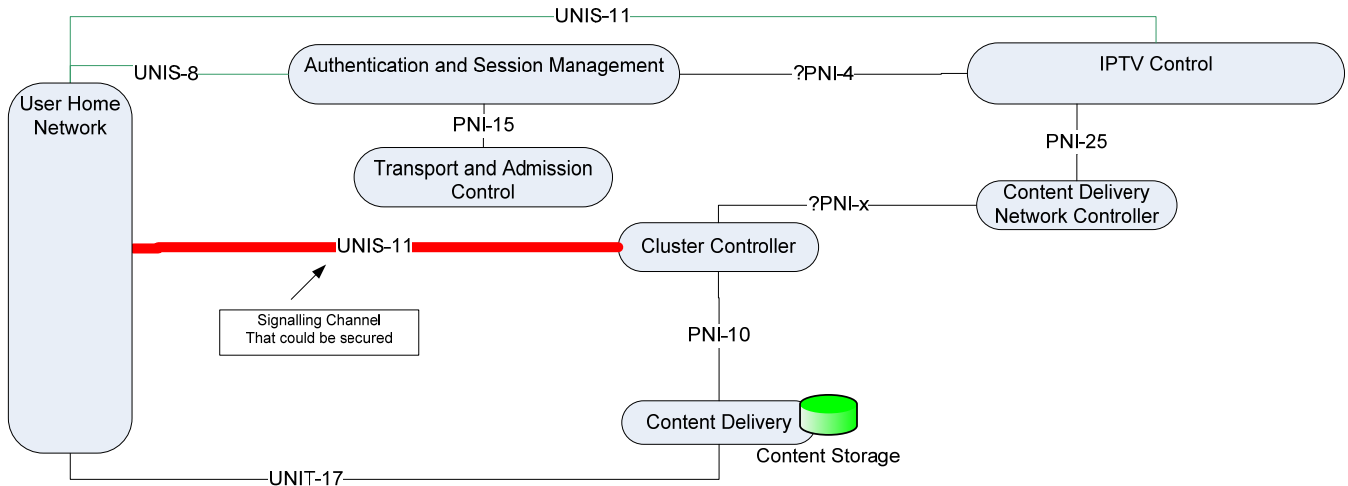 UNIS-11
UNIS-8
Authentication and Session Management
?PNI-4
IPTV Control
User Home
Network
PNI-15
PNI-25
Transport and Admission
Control
Content Delivery
Network Controller
?PNI-x
UNIS-11
Cluster Controller
Signalling Channel
That could be secured
PNI-10
Content Delivery
Content Storage
UNIT-17